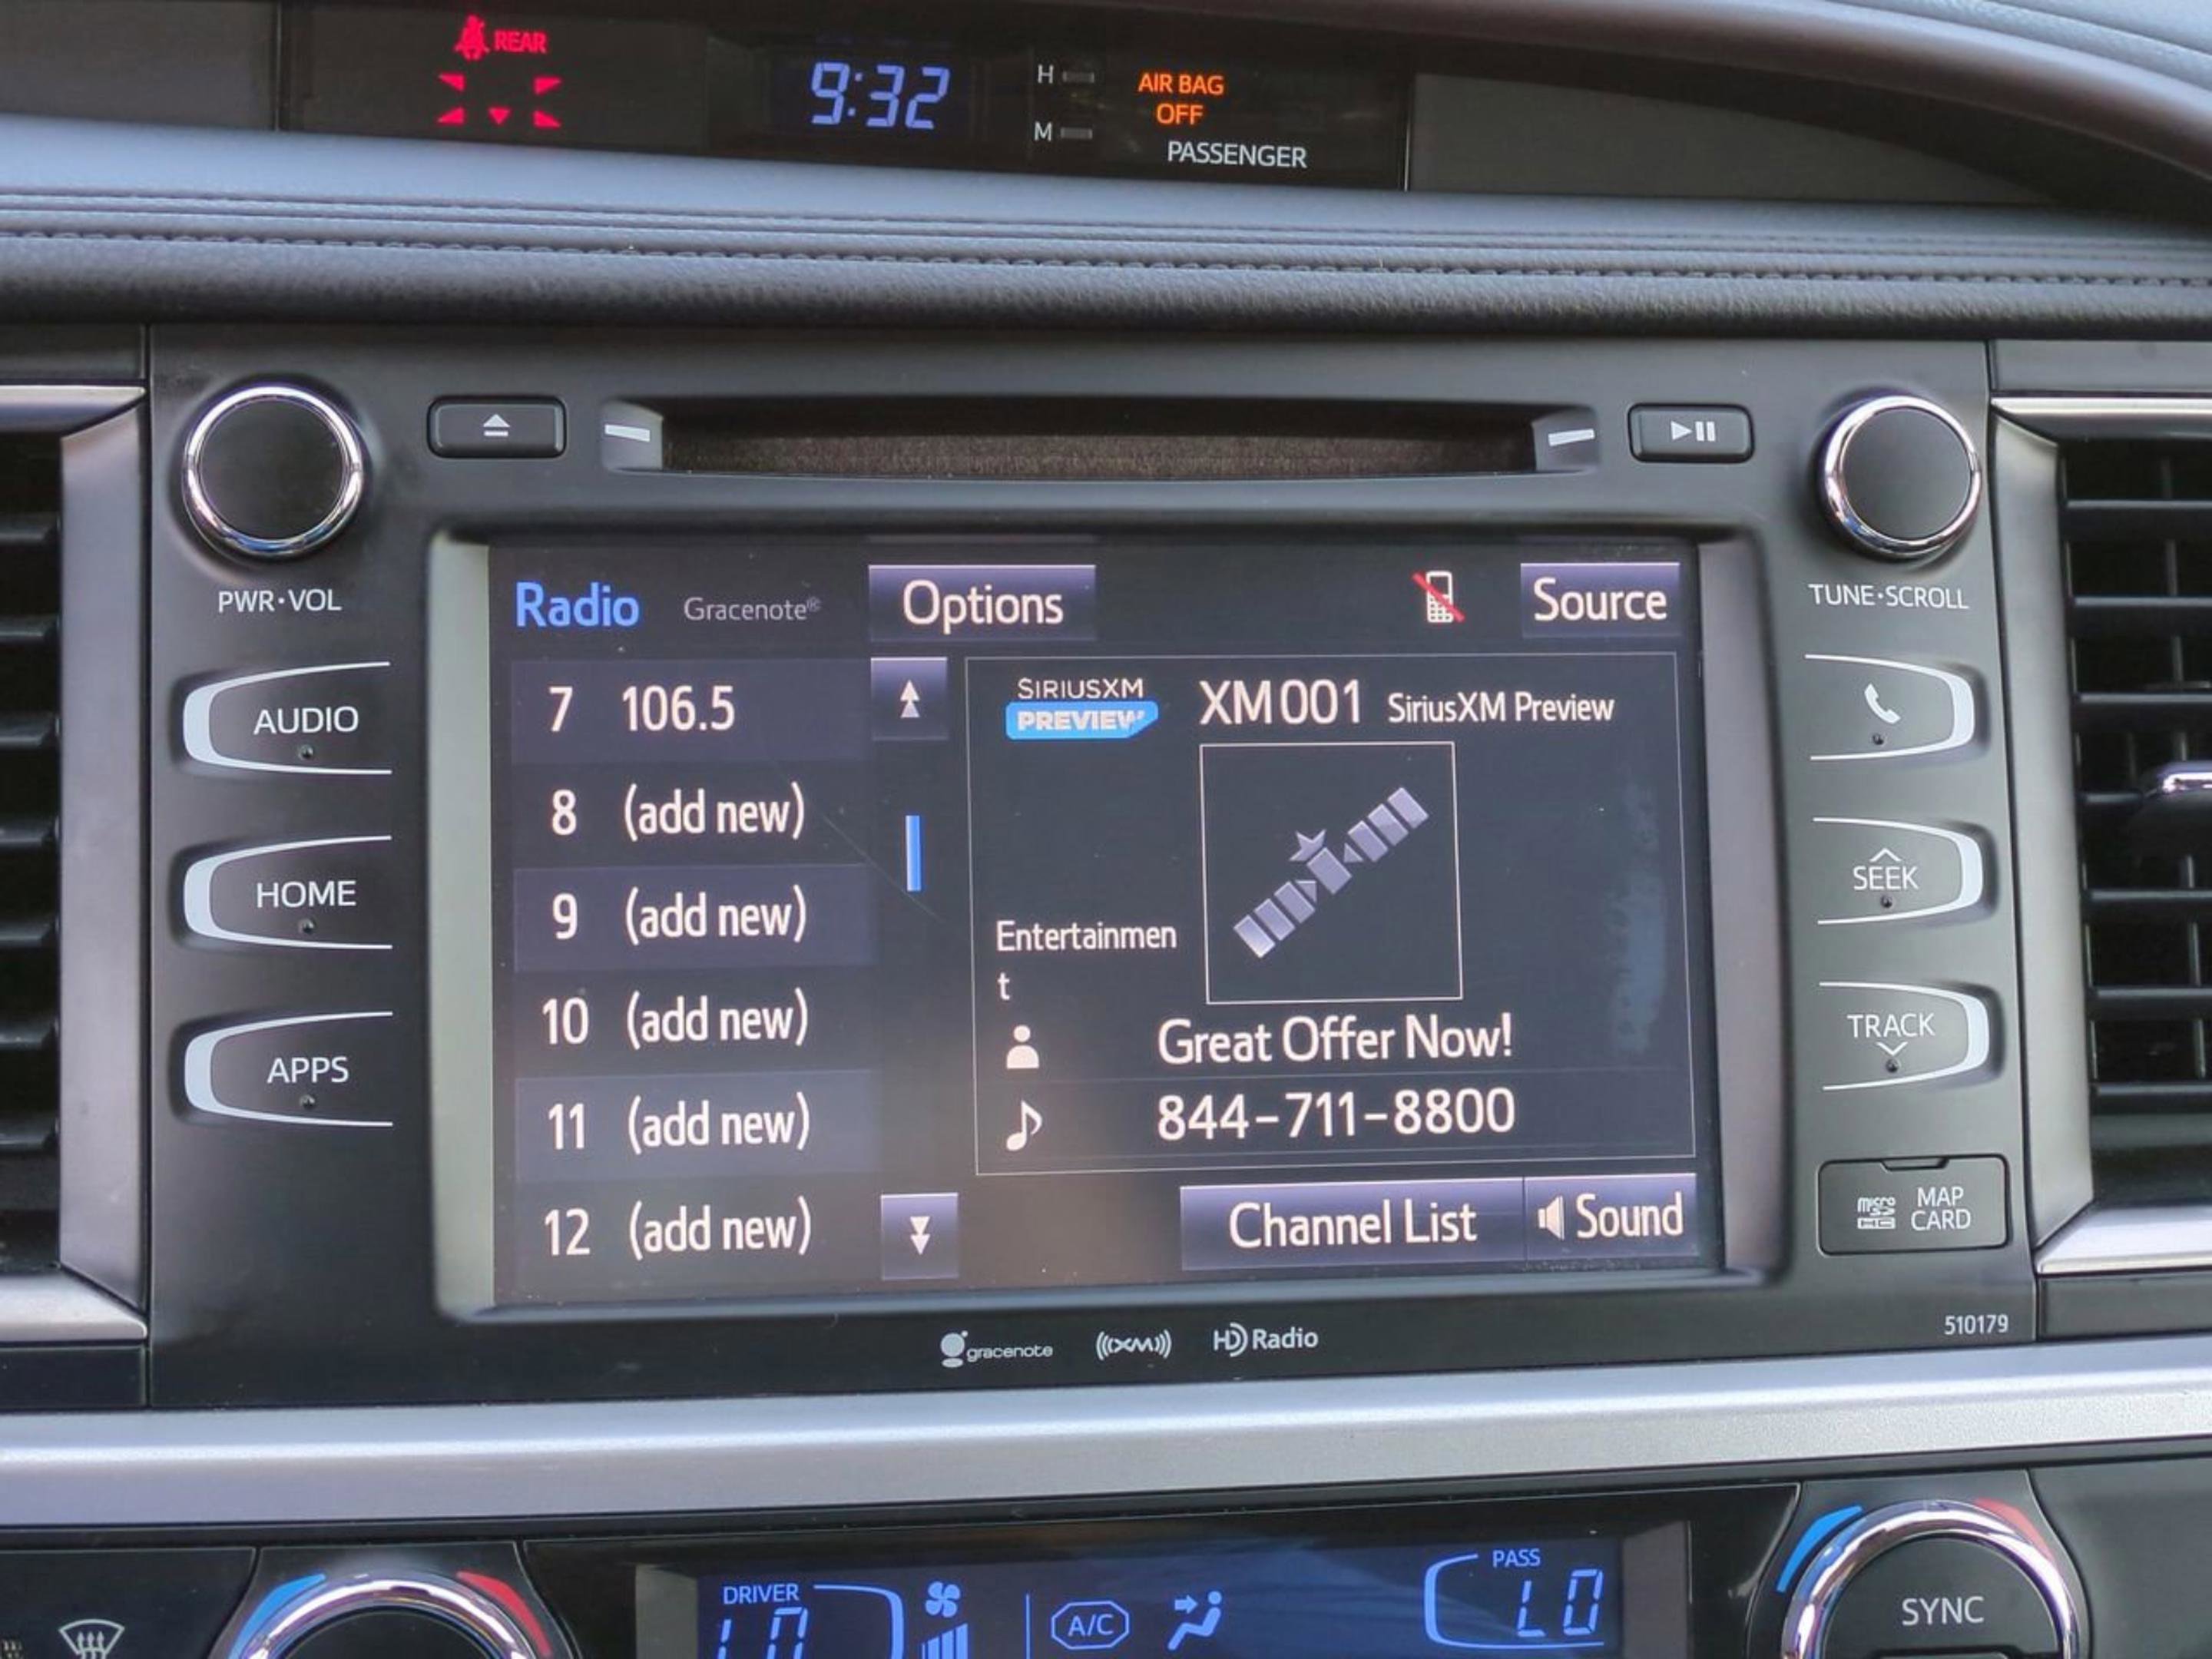 REAR
9:32
H
M
AIR BAG
OFF
PASSENGER
PWR•VOL
TUNE•SCROLL
AUDIO
HOME
APPS
Radio Gracenote® Options Source
7 106.5
8 (add new)
9 (add new)
10 (add new)
11 (add new)
12 (add new)
SIRIUSXM
PREVIEW
XM001 SiriusXM Preview
Entertainmen
t
Great Offer Now!
844-711-8800
Channel List Sound
SEEK
TRACK
MAP
CARD
510179
gracenote ((XM)) HD Radio
DRIVER
LO
A/C
PASS
LO
SYNC